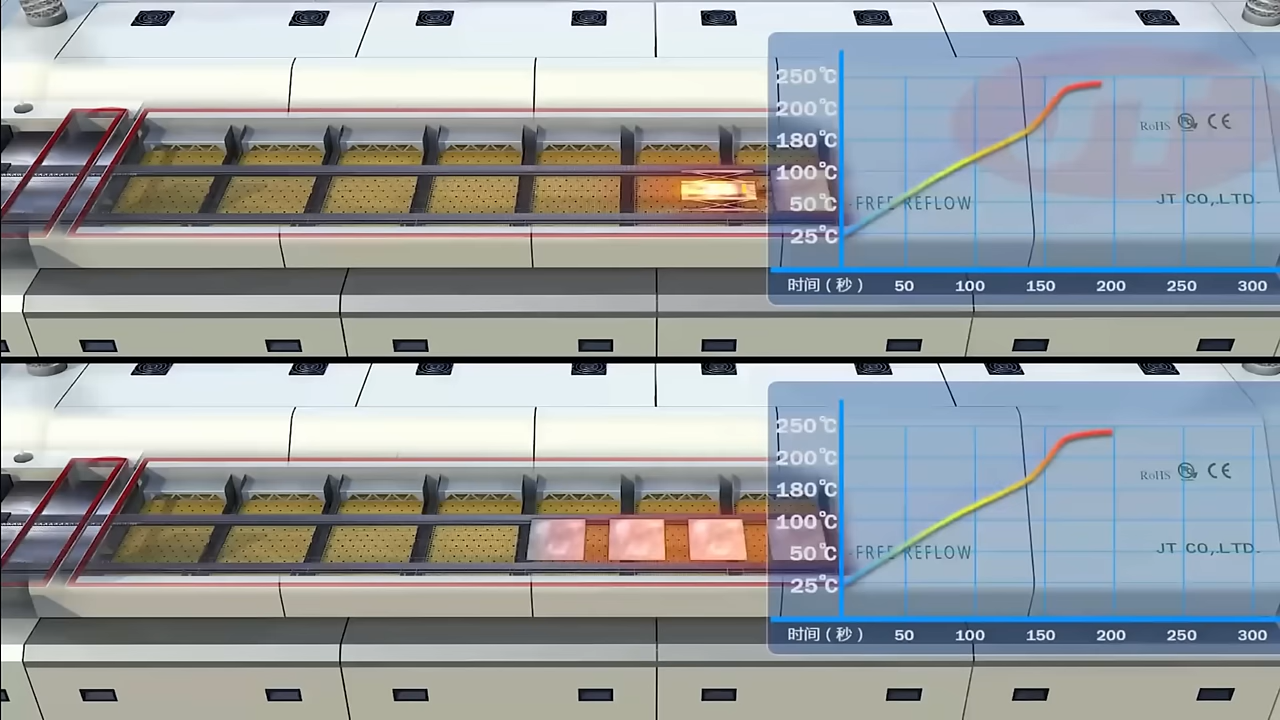 250℃
200℃
180℃
100℃
50℃
25℃
RoHS
CE
JT
FREE REFLOW
JT CO,.LTD.
时间(秒) 50 100 150 200 250 300
250℃
200℃
180℃
100℃
50℃
25℃
RoHS
CE
FREE REFLOW
JT CO,.LTD.
时间(秒) 50 100 150 200 250 300